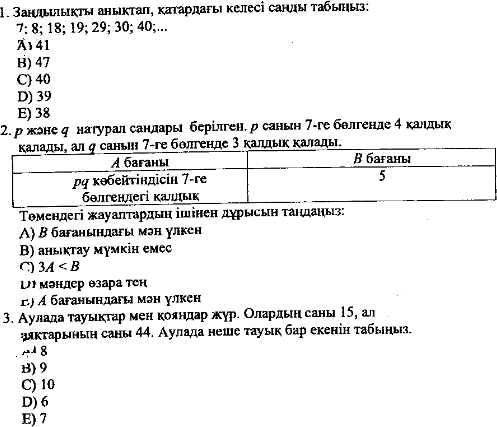 1. Заңдылықты анықтап, қатардағы келесі санды табыңыз:
7; 8; 18; 19; 29; 30; 40;...
A) 41
B) 47
C) 40
D) 39
E) 38
2. p және q натурал сандары берілген. p санын 7-ге бөлгенде 4 қалдық
қалады, ал q санын 7-ге бөлгенде 3 қалдық қалады.
A бағаны B бағаны
pq көбейтіндісін 7-ге 5
бөлгендегі қалдық
Төмендегі жауаптардың ішінен дұрысын таңдаңыз:
A) B бағанындағы мән үлкен
B) анықтау мүмкін емес
C) 3A < B
D) мәндер өзара тең
E) A бағанындағы мән үлкен
3. Аулада тауықтар мен қояндар жүр. Олардың саны 15, ал
аяқтарының саны 44. Аулада неше тауық бар екенін табыңыз.
A) 8
B) 9
C) 10
D) 6
E) 7